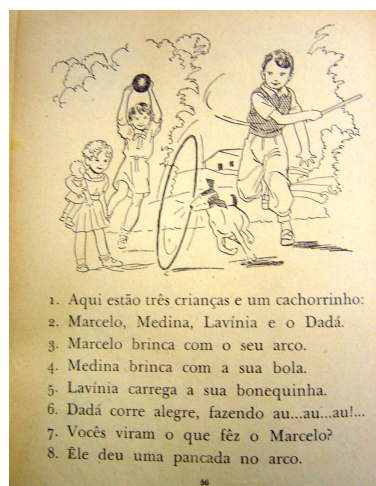 1. Aqui estão três crianças e um cachorrinho:
2. Marcelo, Medina, Lavínia e o Dadá.
3. Marcelo brinca com o seu arco.
4. Medina brinca com a sua bola.
5. Lavínia carrega a sua bonequinha.
6. Dadá corre alegre, fazendo au...au...au!...
7. Vocês viram o que fêz o Marcelo?
8. Êle deu uma pancada no arco.
56